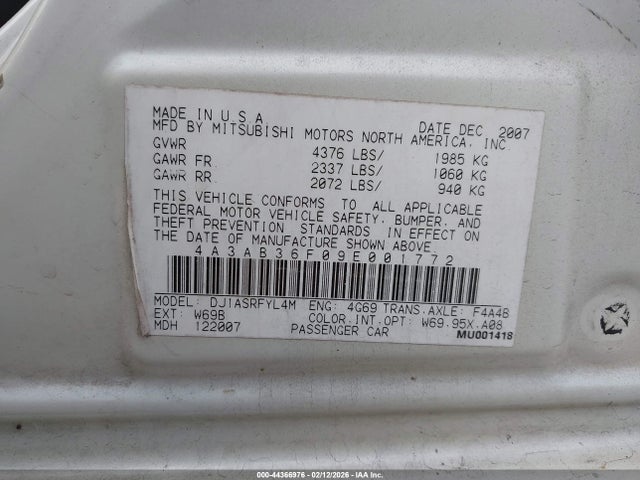 MADE IN U.S.A. DATE DEC 2007
MFD BY MITSUBISHI MOTORS NORTH AMERICA, INC.
GVWR 4376 LBS/ 1985 KG
GAWR FR. 2337 LBS/ 1060 KG
GAWR RR 2072 LBS/ 940 KG
THIS VEHICLE CONFORMS TO ALL APPLICABLE
FEDERAL MOTOR VEHICLE SAFETY, BUMPER, AND
THEFT PREVENTION STANDARDS IN EFFECT ON
THE DATE OF MANUFACTURE SHOWN ABOVE.
4A3AB36F09E001772
MODEL: DJ1ASRFYL4M ENG: 4G69 TRANS.AXLE: F4A4B
EXT: W69B COLOR.INT.OPT: W69.95X.A08
MDH 122007 PASSENGER CAR MU001418
000-44366976 - 02/12/2026 - IAAI.COM